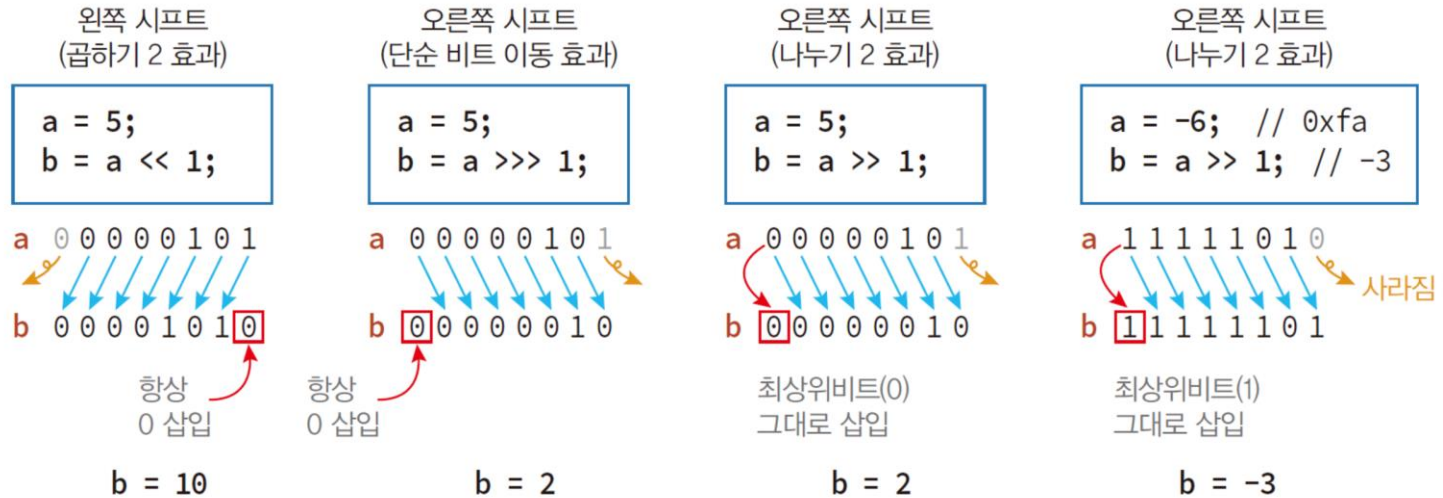 왼쪽 시프트
(곱하기 2 효과)
a = 5;
b = a << 1;
a 0 0 0 0 0 1 0 1
b 0 0 0 0 1 0 1 0
항상
0 삽입
b = 10
오른쪽 시프트
(단순 비트 이동 효과)
a = 5;
b = a >>> 1;
a 0 0 0 0 0 1 0 1
b 0 0 0 0 0 0 1 0
항상
0 삽입
b = 2
오른쪽 시프트
(나누기 2 효과)
a = 5;
b = a >> 1;
a 0 0 0 0 0 1 0 1
b 0 0 0 0 0 0 1 0
최상위비트(0)
그대로 삽입
b = 2
오른쪽 시프트
(나누기 2 효과)
a = -6; // 0xfa
b = a >> 1; // -3
a 1 1 1 1 1 0 1 0
사라짐
b 1 1 1 1 1 1 0 1
최상위비트(1)
그대로 삽입
b = -3